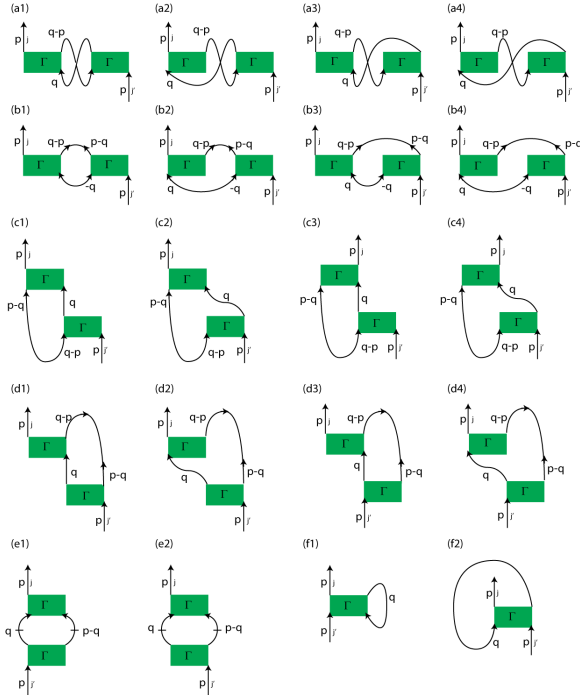 (a1) (a2) (a3) (a4)
p j q-p q-p p j q-p p j q-p
Γ Γ Γ Γ Γ Γ Γ Γ
q q q q
p j' p j' p j' p j'
(b1) (b2) (b3) (b4)
p j q-p p-q p j q-p p-q p j q-p p-q p j q-p p-q
Γ Γ Γ Γ Γ Γ Γ Γ
-q q -q q -q q -q
p j' p j' p j' p j'
(c1) (c2) (c3) (c4)
p j p j p j p j
Γ Γ Γ Γ
p-q q p-q q p-q q p-q q
Γ Γ Γ Γ
q-p p j' q-p p j' q-p p j' q-p p j'
(d1) (d2) (d3) (d4)
p j q-p p j q-p p j q-p p j q-p
Γ Γ Γ Γ
q p-q q p-q q p-q q p-q
Γ Γ Γ Γ
p j' p j' p j' p j'
(e1) (e2) (f1) (f2)
p j p j p j p j
Γ Γ Γ q Γ
q p-q q p-q p j' q p j'
Γ Γ
p j' p j'